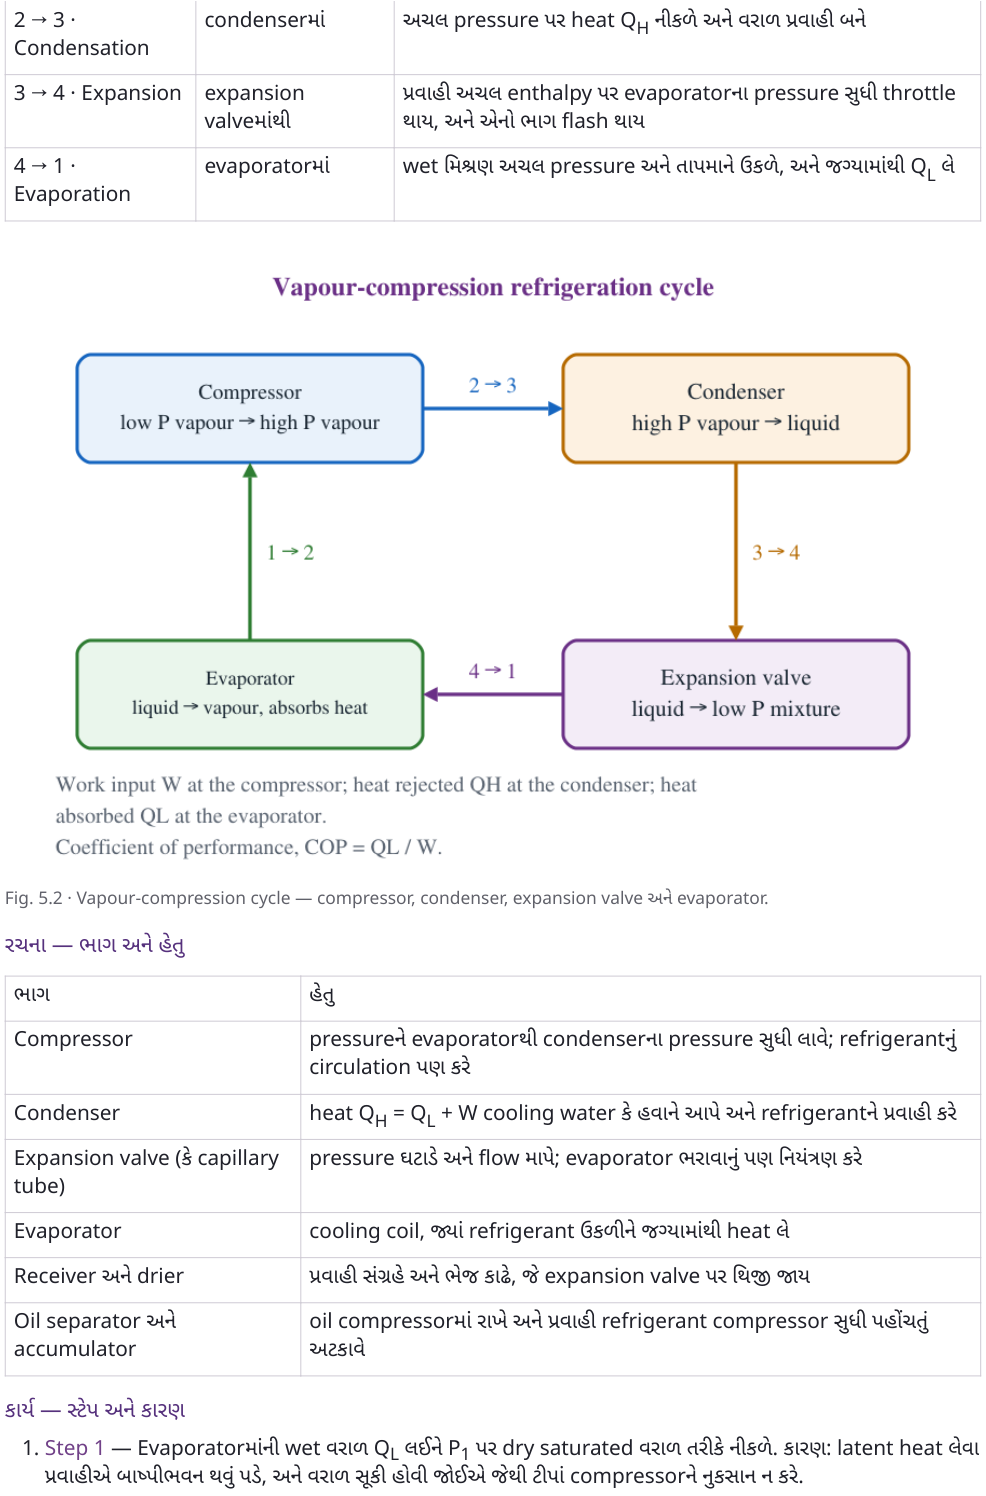 2 → 3 · condenserમાં અચલ pressure પર heat QH નીકળે અને વરાળ પ્રવાહી બને
Condensation
3 → 4 · Expansion expansion પ્રવાહી અચલ enthalpy પર evaporatorના pressure સુધી throttle
valveમાંથી થાય, અને એનો ભાગ flash થાય
4 → 1 · evaporatorમાં wet મિશ્રણ અચલ pressure અને તાપમાને ઉકળે, અને જગ્યામાંથી QL લે
Evaporation
Vapour-compression refrigeration cycle
Compressor
low P vapour → high P vapour
2 → 3
Condenser
high P vapour → liquid
1 → 2
3 → 4
Evaporator
liquid → vapour, absorbs heat
4 → 1
Expansion valve
liquid → low P mixture
Work input W at the compressor; heat rejected QH at the condenser; heat
absorbed QL at the evaporator.
Coefficient of performance, COP = QL / W.
Fig. 5.2 · Vapour-compression cycle — compressor, condenser, expansion valve અને evaporator.
રચના — ભાગ અને હેતુ
ભાગ હેતુ
Compressor pressureને evaporatorથી condenserના pressure સુધી લાવે; refrigerantનું
circulation પણ કરે
Condenser heat QH = QL + W cooling water કે હવાને આપે અને refrigerantને પ્રવાહી કરે
Expansion valve (કે capillary pressure ઘટાડે અને flow માપે; evaporator ભરાવાનું પણ નિયંત્રણ કરે
tube)
Evaporator cooling coil, જ્યાં refrigerant ઉકળીને જગ્યામાંથી heat લે
Receiver અને drier પ્રવાહી સંગ્રહે અને ભેજ કાઢે, જે expansion valve પર થિજી જાય
Oil separator અને oil compressorમાં રાખે અને પ્રવાહી refrigerant compressor સુધી પહોંચતું
accumulator અટકાવે
કાર્ય — સ્ટેપ અને કારણ
1. Step 1 — Evaporatorમાંની wet વરાળ QL લઈને P1 પર dry saturated વરાળ તરીકે નીકળે. કારણ: latent heat લેવા
પ્રવાહીએ બાષ્પીભવન થવું પડે, અને વરાળ સૂકી હોવી જોઈએ જેથી ટીપાં compressorને નુકસાન ન કરે.